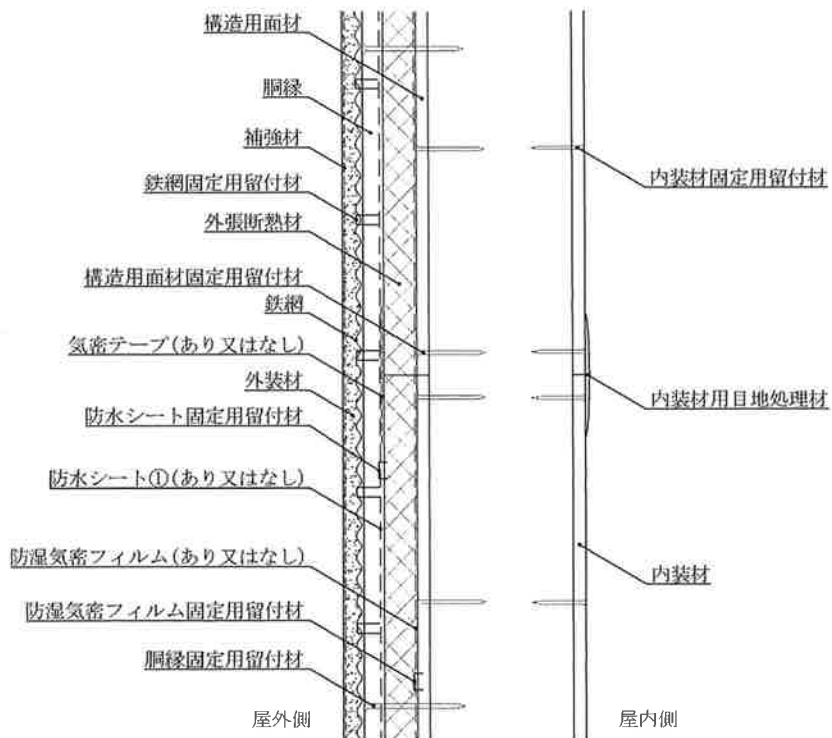 構造用面材
胴縁
補強材
鉄網固定用留付材
外張断熱材
構造用面材固定用留付材
鉄網
気密テープ(あり又はなし)
外装材
防水シート固定用留付材
防水シート①(あり又はなし)
防湿気密フィルム(あり又はなし)
防湿気密フィルム固定用留付材
胴縁固定用留付材
屋外側
内装材固定用留付材
内装材用目地処理材
内装材
屋内側